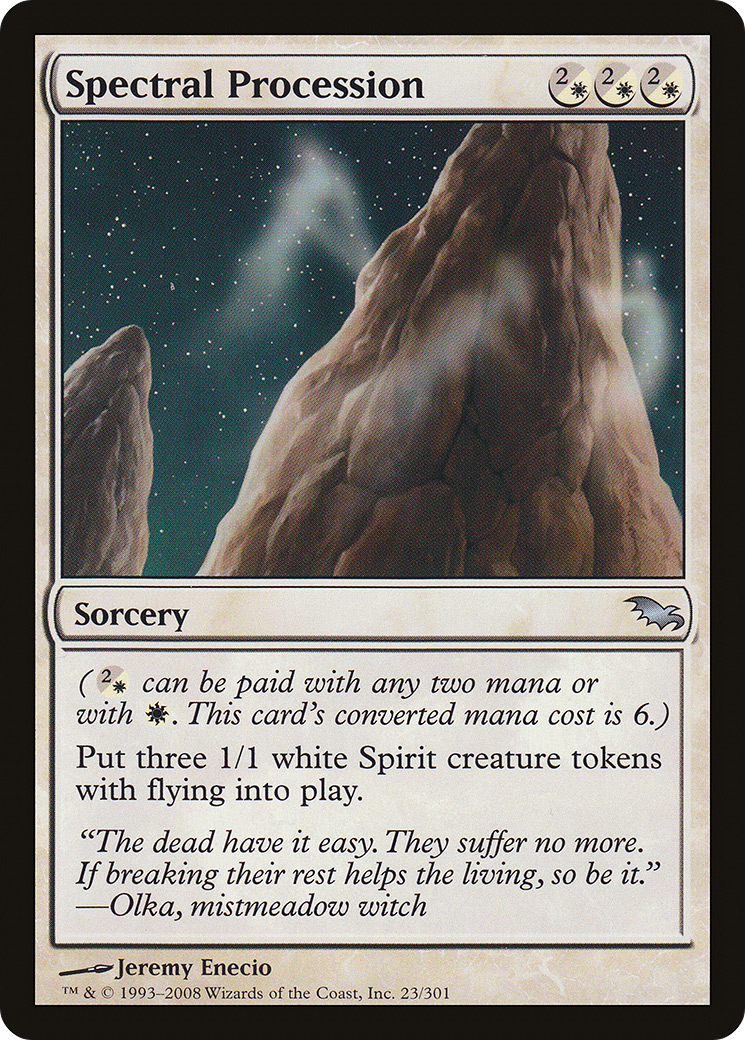 Spectral Procession 2 2 2
Sorcery
(2 can be paid with any two mana or
with . This card's converted mana cost is 6.)
Put three 1/1 white Spirit creature tokens
with flying into play.
“The dead have it easy. They suffer no more.
If breaking their rest helps the living, so be it.”
—Olka, mistmeadow witch
Jeremy Enecio
™ & © 1993–2008 Wizards of the Coast, Inc. 23/301